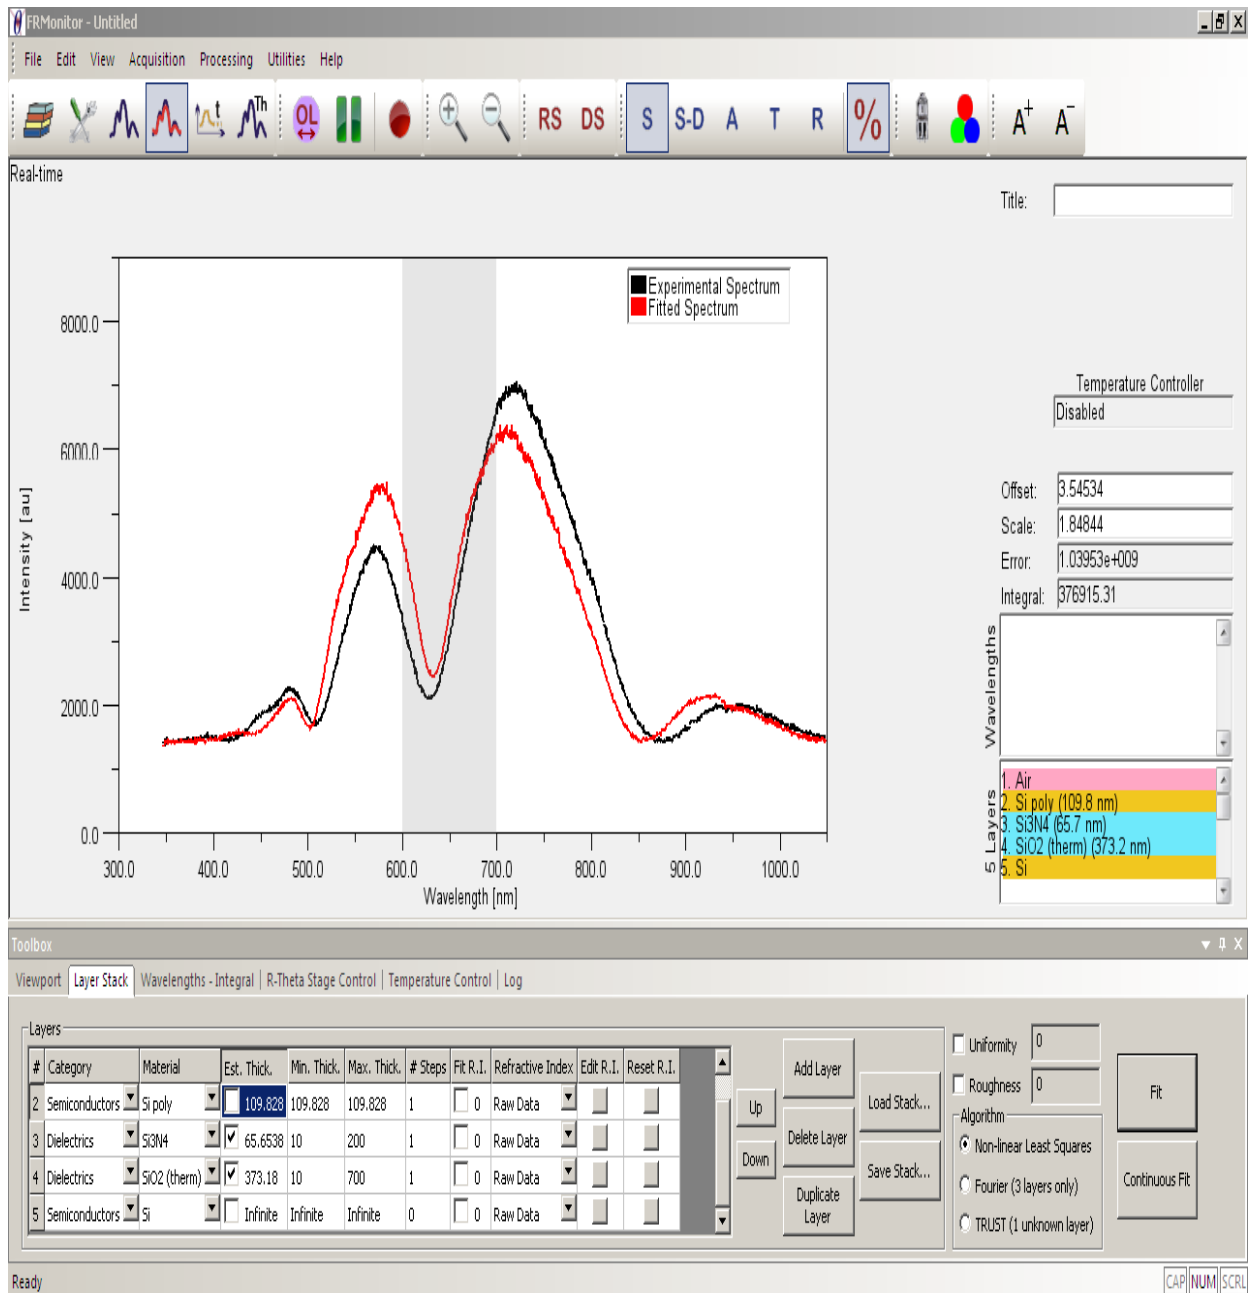 FRMonitor - Untitled
File Edit View Acquisition Processing Utilities Help
t Th OL RS DS S S-D A T R % A+ A-
Real-time
Title:
Experimental Spectrum
Fitted Spectrum
8000.0
6000.0
4000.0
2000.0
0.0
Intensity [au]
300.0 400.0 500.0 600.0 700.0 800.0 900.0 1000.0
Wavelength [nm]
Temperature Controller
Disabled
Offset: 3.54534
Scale: 1.84844
Error: 1.03953e+009
Integral: 376915.31
Wavelengths
5 Layers
1. Air
2. Si poly (109.8 nm)
3. Si3N4 (65.7 nm)
4. SiO2 (therm) (373.2 nm)
5. Si
Toolbox
Viewport Layer Stack Wavelengths - Integral R-Theta Stage Control Temperature Control Log
Layers
# Category Material Est. Thick. Min. Thick. Max. Thick. # Steps Fit R.I. Refractive Index Edit R.I. Reset R.I.
2 Semiconductors Si poly 109.828 109.828 109.828 1 0 Raw Data
3 Dielectrics Si3N4 65.6538 10 200 1 0 Raw Data
4 Dielectrics SiO2 (therm) 373.18 10 700 1 0 Raw Data
5 Semiconductors Si Infinite Infinite Infinite 0 0 Raw Data
Up
Down
Add Layer
Delete Layer
Duplicate
Layer
Load Stack...
Save Stack...
Uniformity 0
Roughness 0
Algorithm
Non-linear Least Squares
Fourier (3 layers only)
TRUST (1 unknown layer)
Fit
Continuous Fit
Ready
CAP NUM SCRL